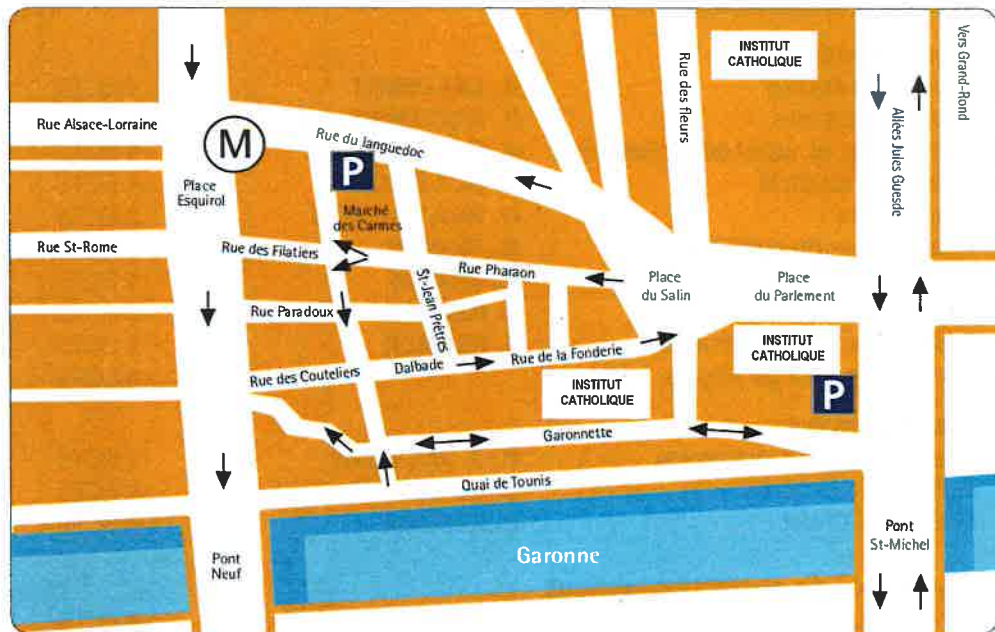 Vers Grand-Rond
INSTITUT
CATHOLIQUE
Rue des fleurs
Allées Jules Guesde
Rue Alsace-Lorraine
M
Rue du languedoc
P
Place
Esquirol
Marché
des Carmes
Rue St-Rome
Rue des Filatiers
Rue Pharaon
Place
du Salin
Place
du Parlement
St-Jean Prêtres
Rue Paradoux
INSTITUT
CATHOLIQUE
Rue des Couteliers
Dalbade
Rue de la Fonderie
INSTITUT
CATHOLIQUE
P
Garonnette
Quai de Tounis
Pont
St-Michel
Garonne
Pont
Neuf